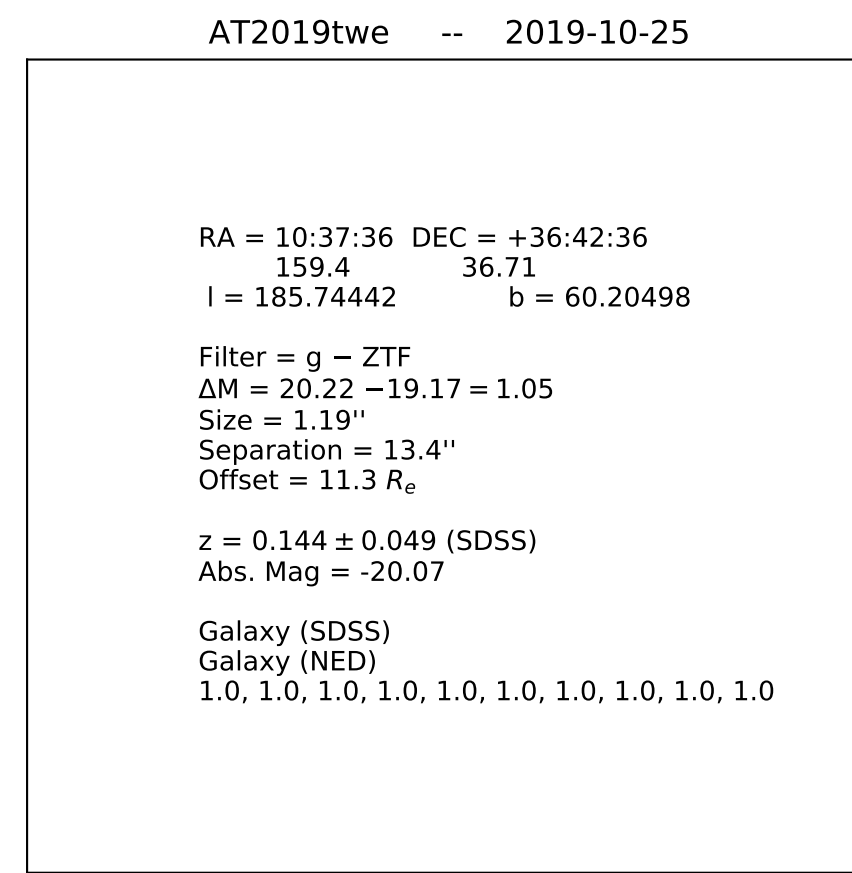 AT2019twe -- 2019-10-25
RA = 10:37:36 DEC = +36:42:36
159.4 36.71
l = 185.74442 b = 60.20498
Filter = g − ZTF
ΔM = 20.22 −19.17 = 1.05
Size = 1.19''
Separation = 13.4''
Offset = 11.3 Re
z = 0.144 ± 0.049 (SDSS)
Abs. Mag = -20.07
Galaxy (SDSS)
Galaxy (NED)
1.0, 1.0, 1.0, 1.0, 1.0, 1.0, 1.0, 1.0, 1.0, 1.0